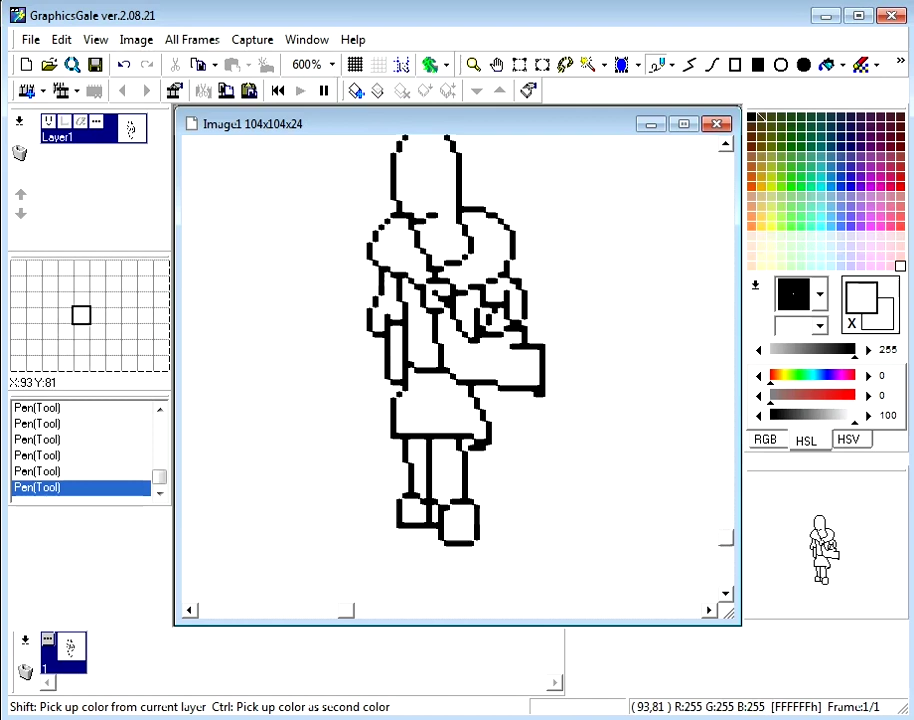 GraphicsGale ver.2.08.21
File Edit View Image All Frames Capture Window Help
600%
Image1 104x104x24
Layer1
X:93 Y:81
Pen(Tool)
Pen(Tool)
Pen(Tool)
Pen(Tool)
Pen(Tool)
Pen(Tool)
X
255
0
0
100
RGB HSL HSV
1
Shift: Pick up color from current layer Ctrl: Pick up color as second color
( 93,81 ) R:255 G:255 B:255 [FFFFFFh] Frame:1/1